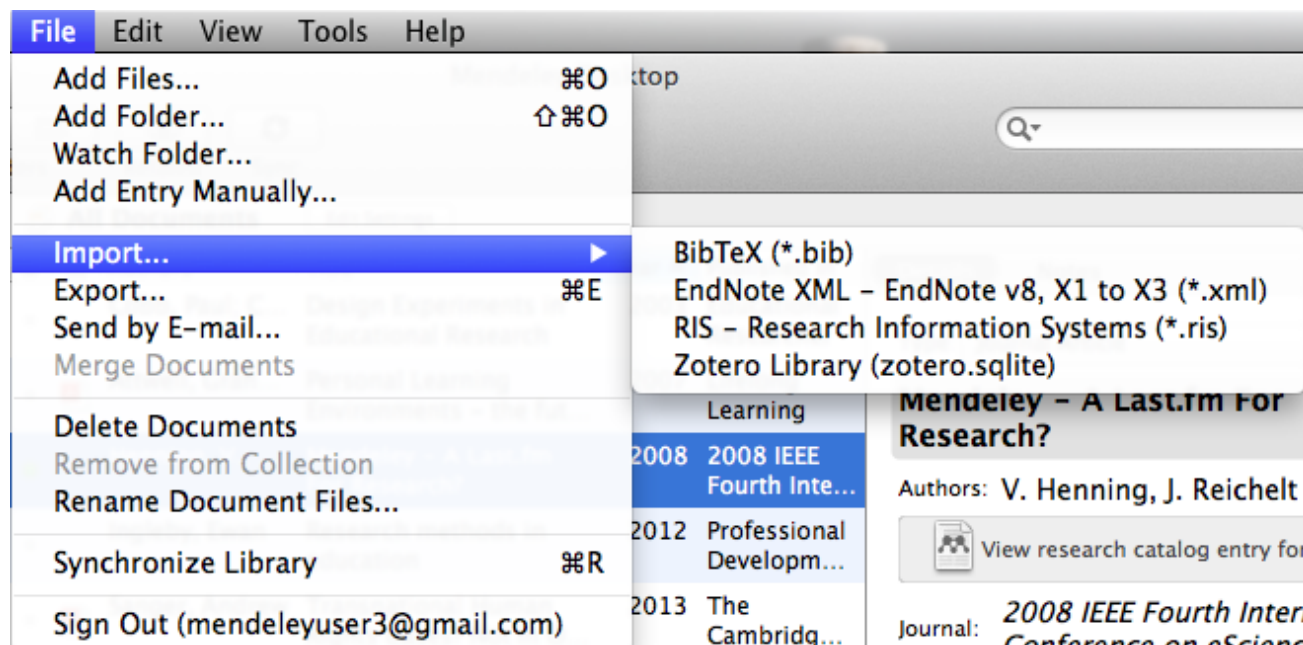 File Edit View Tools Help
ktop
Add Files... ⌘O
Add Folder... ⇧⌘O
Watch Folder...
Add Entry Manually...
Import...
Export... ⌘E
Send by E-mail...
Merge Documents
Delete Documents
Remove from Collection
Rename Document Files...
Synchronize Library ⌘R
Sign Out (mendeleyuser3@gmail.com)
BibTeX (*.bib)
EndNote XML – EndNote v8, X1 to X3 (*.xml)
RIS – Research Information Systems (*.ris)
Zotero Library (zotero.sqlite)
Learning
2008 2008 IEEE
Fourth Inte...
2012 Professional
Developm...
2013 The
Cambridg...
Mendeley – A Last.fm For
Research?
Authors: V. Henning, J. Reichelt
View research catalog entry for
Journal: 2008 IEEE Fourth Inter
Conference on eScienc